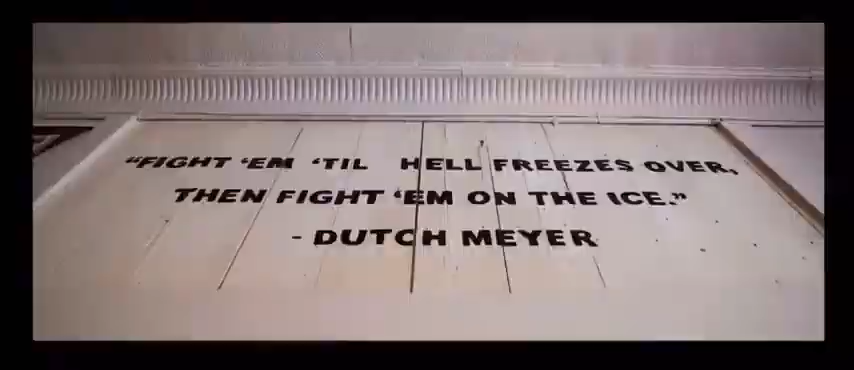 “FIGHT ‘EM ‘TIL HELL FREEZES OVER,
THEN FIGHT ‘EM ON THE ICE.”
- DUTCH MEYER